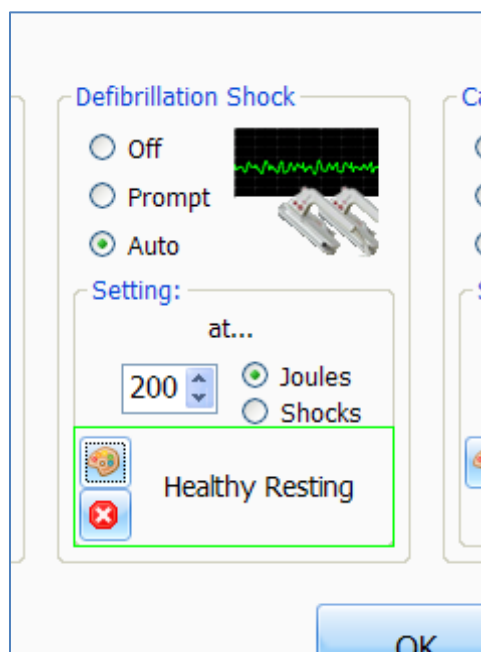 Defibrillation Shock
Off
Prompt
Auto
Setting:
at...
200
Joules
Shocks
Healthy Resting
OK